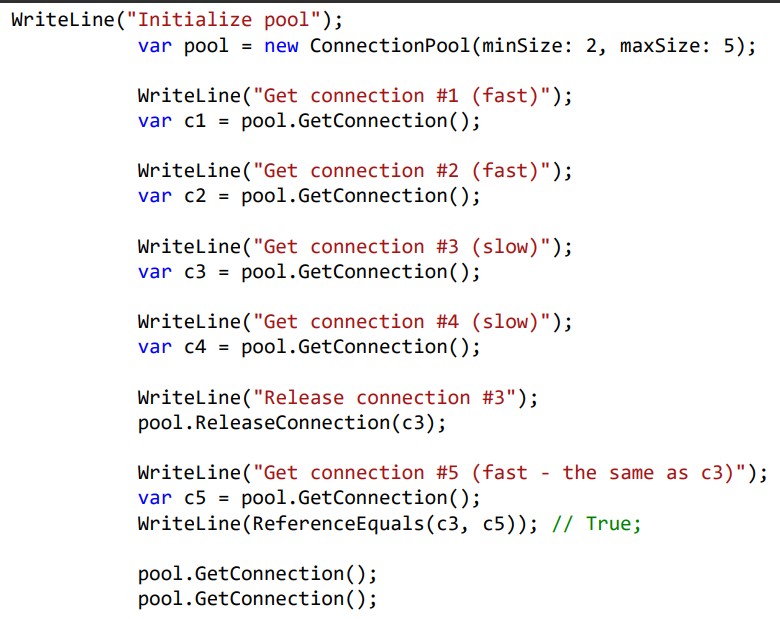 WriteLine("Initialize pool");
var pool = new ConnectionPool(minSize: 2, maxSize: 5);
WriteLine("Get connection #1 (fast)");
var c1 = pool.GetConnection();
WriteLine("Get connection #2 (fast)");
var c2 = pool.GetConnection();
WriteLine("Get connection #3 (slow)");
var c3 = pool.GetConnection();
WriteLine("Get connection #4 (slow)");
var c4 = pool.GetConnection();
WriteLine("Release connection #3");
pool.ReleaseConnection(c3);
WriteLine("Get connection #5 (fast - the same as c3)");
var c5 = pool.GetConnection();
WriteLine(ReferenceEquals(c3, c5)); // True;
pool.GetConnection();
pool.GetConnection();